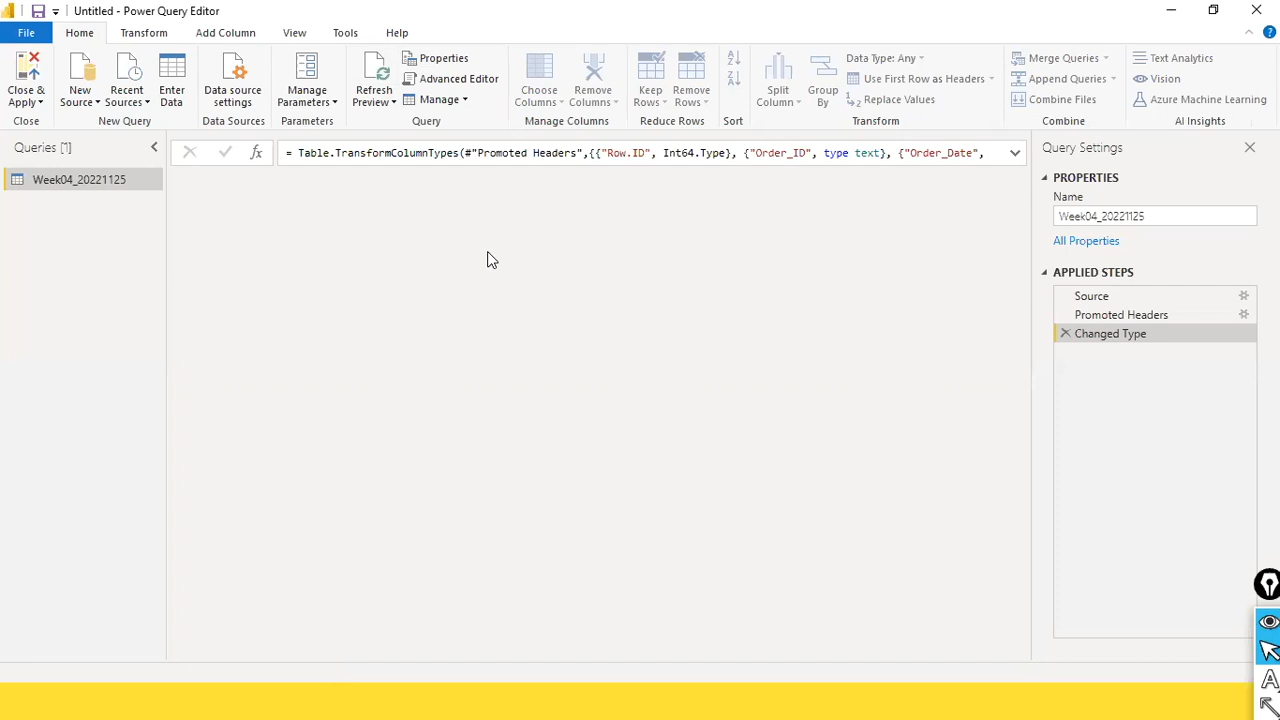 Untitled - Power Query Editor
File
Home
Transform
Add Column
View
Tools
Help
Close & Apply
New Source
Recent Sources
Enter Data
Data source settings
Manage Parameters
Refresh Preview
Properties
Advanced Editor
Manage
Choose Columns
Remove Columns
Keep Rows
Remove Rows
Split Column
Group By
Data Type: Any
Use First Row as Headers
Replace Values
Merge Queries
Append Queries
Combine Files
Text Analytics
Vision
Azure Machine Learning
Close
New Query
Data Sources
Parameters
Query
Manage Columns
Reduce Rows
Sort
Transform
Combine
AI Insights
Queries [1]
fx
= Table.TransformColumnTypes(#"Promoted Headers",{{"Row.ID", Int64.Type}, {"Order_ID", type text}, {"Order_Date",
Query Settings
Week04_20221125
PROPERTIES
Name
Week04_20221125
All Properties
APPLIED STEPS
Source
Promoted Headers
Changed Type
A